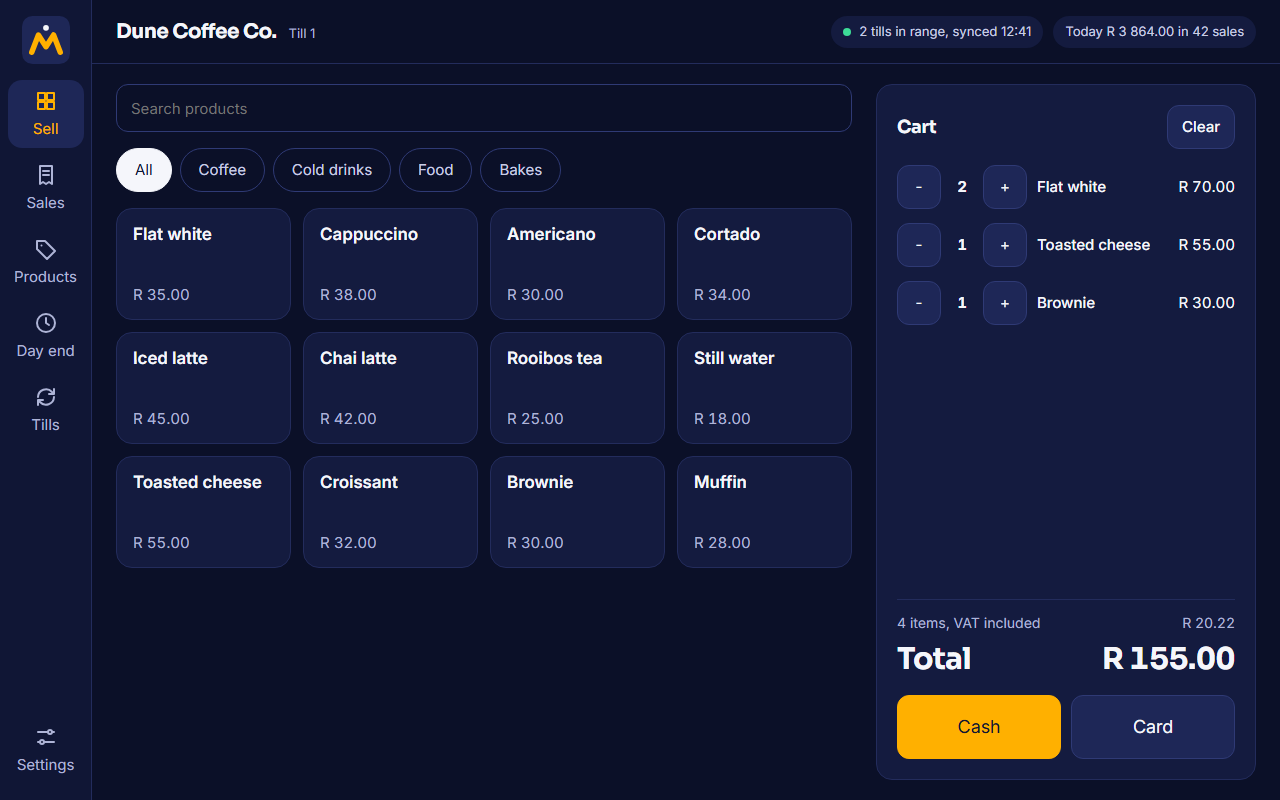 Dune Coffee Co. Till 1
2 tills in range, synced 12:41
Today R 3 864.00 in 42 sales
Sell
Sales
Products
Day end
Tills
Settings
Search products
All
Coffee
Cold drinks
Food
Bakes
Flat white
R 35.00
Cappuccino
R 38.00
Americano
R 30.00
Cortado
R 34.00
Iced latte
R 45.00
Chai latte
R 42.00
Rooibos tea
R 25.00
Still water
R 18.00
Toasted cheese
R 55.00
Croissant
R 32.00
Brownie
R 30.00
Muffin
R 28.00
Cart
Clear
- 2 + Flat white R 70.00
- 1 + Toasted cheese R 55.00
- 1 + Brownie R 30.00
4 items, VAT included R 20.22
Total R 155.00
Cash
Card